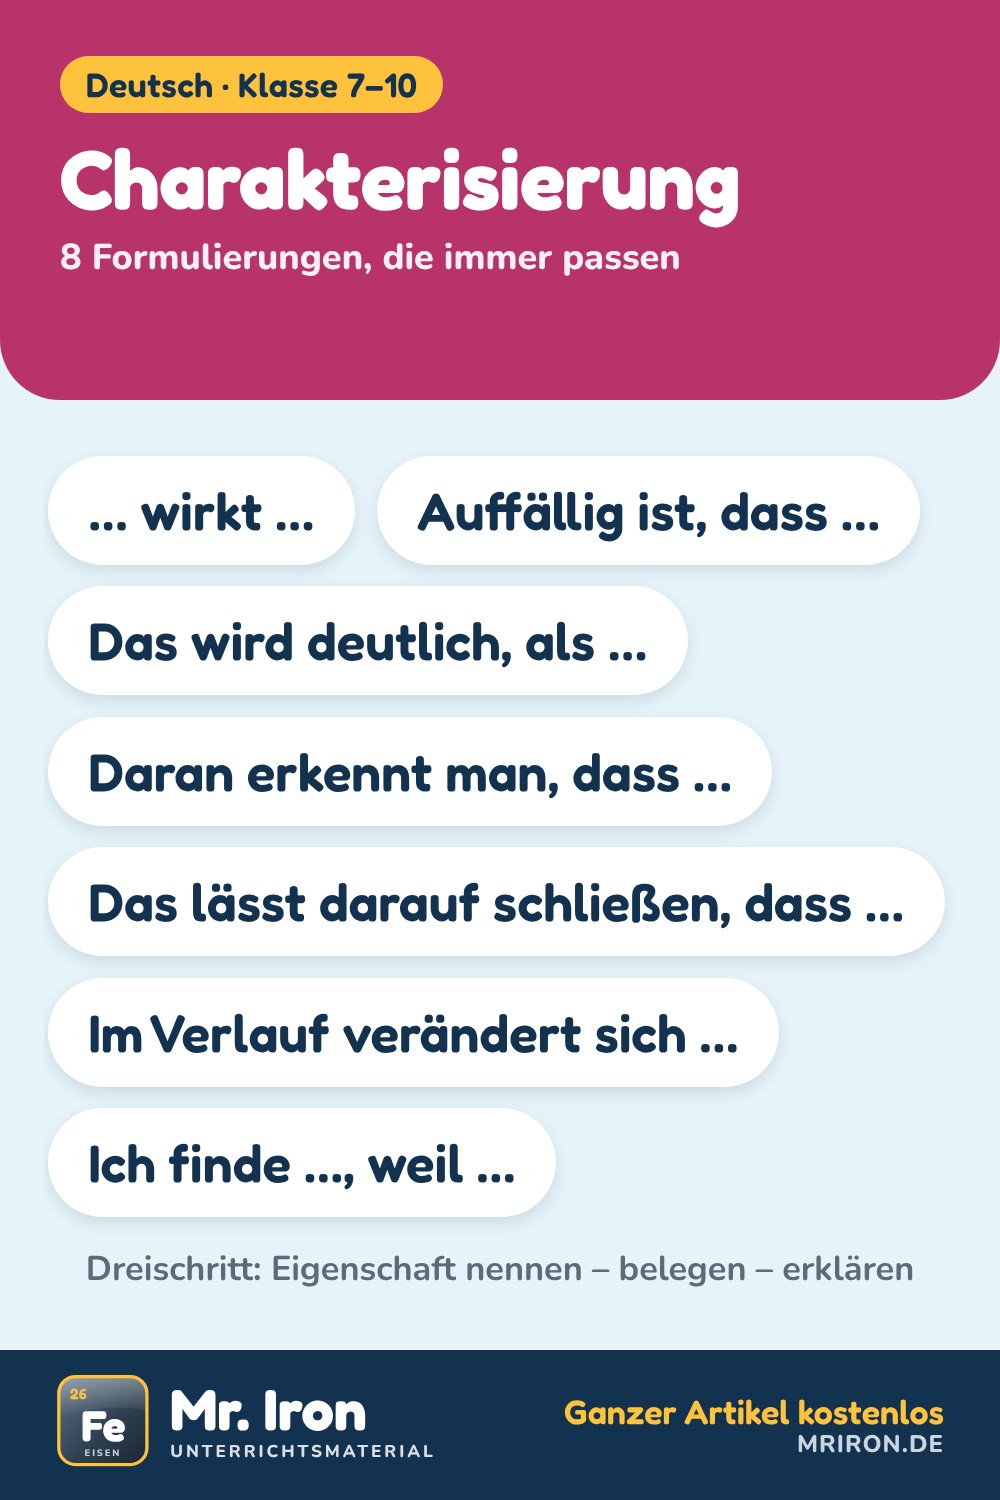 Deutsch · Klasse 7–10
Charakterisierung
8 Formulierungen, die immer passen
... wirkt ...
Auffällig ist, dass ...
Das wird deutlich, als ...
Daran erkennt man, dass ...
Das lässt darauf schließen, dass ...
Im Verlauf verändert sich ...
Ich finde ..., weil ...
Dreischritt: Eigenschaft nennen – belegen – erklären
26
Fe
EISEN
Mr. Iron
UNTERRICHTSMATERIAL
Ganzer Artikel kostenlos
MRIRON.DE